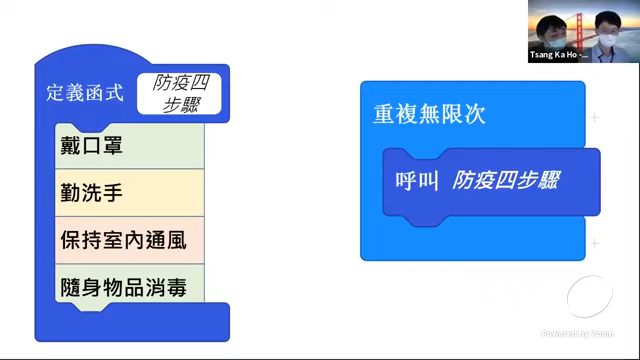 定義函式
防疫四
步驟
戴口罩
勤洗手
保持室內通風
隨身物品消毒
重複無限次
呼叫 防疫四步驟
Tsang Ka Ho -...
Powered by Zoom